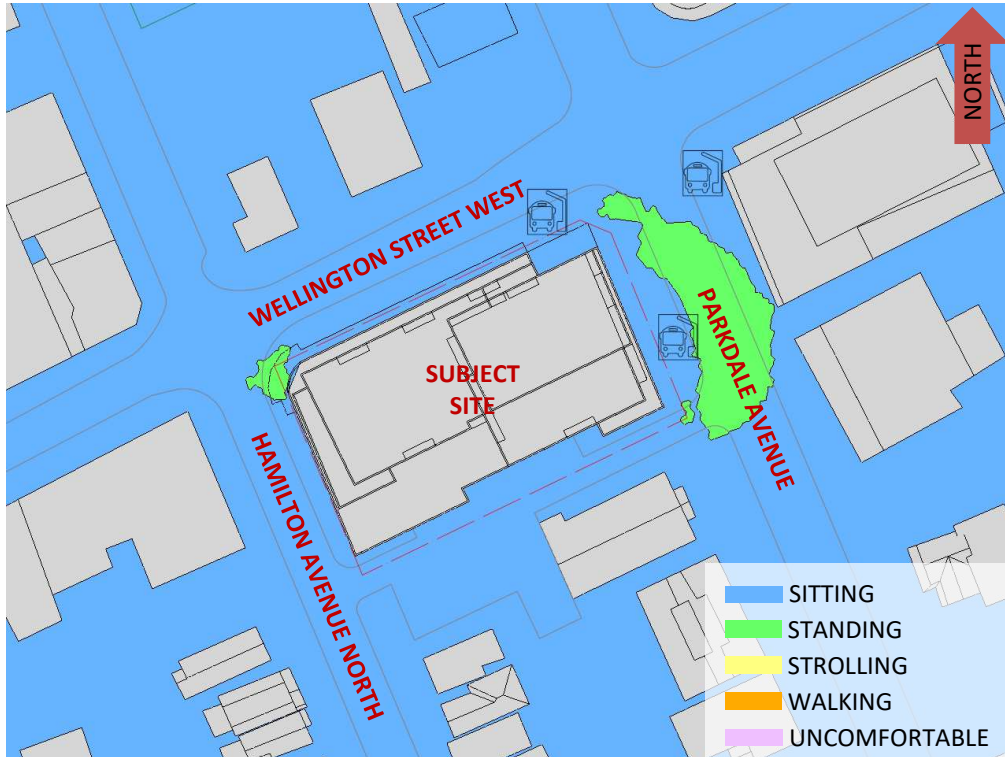 NORTH
WELLINGTON STREET WEST
PARKDALE AVENUE
SUBJECT
SITE
HAMILTON AVENUE NORTH
SITTING
STANDING
STROLLING
WALKING
UNCOMFORTABLE